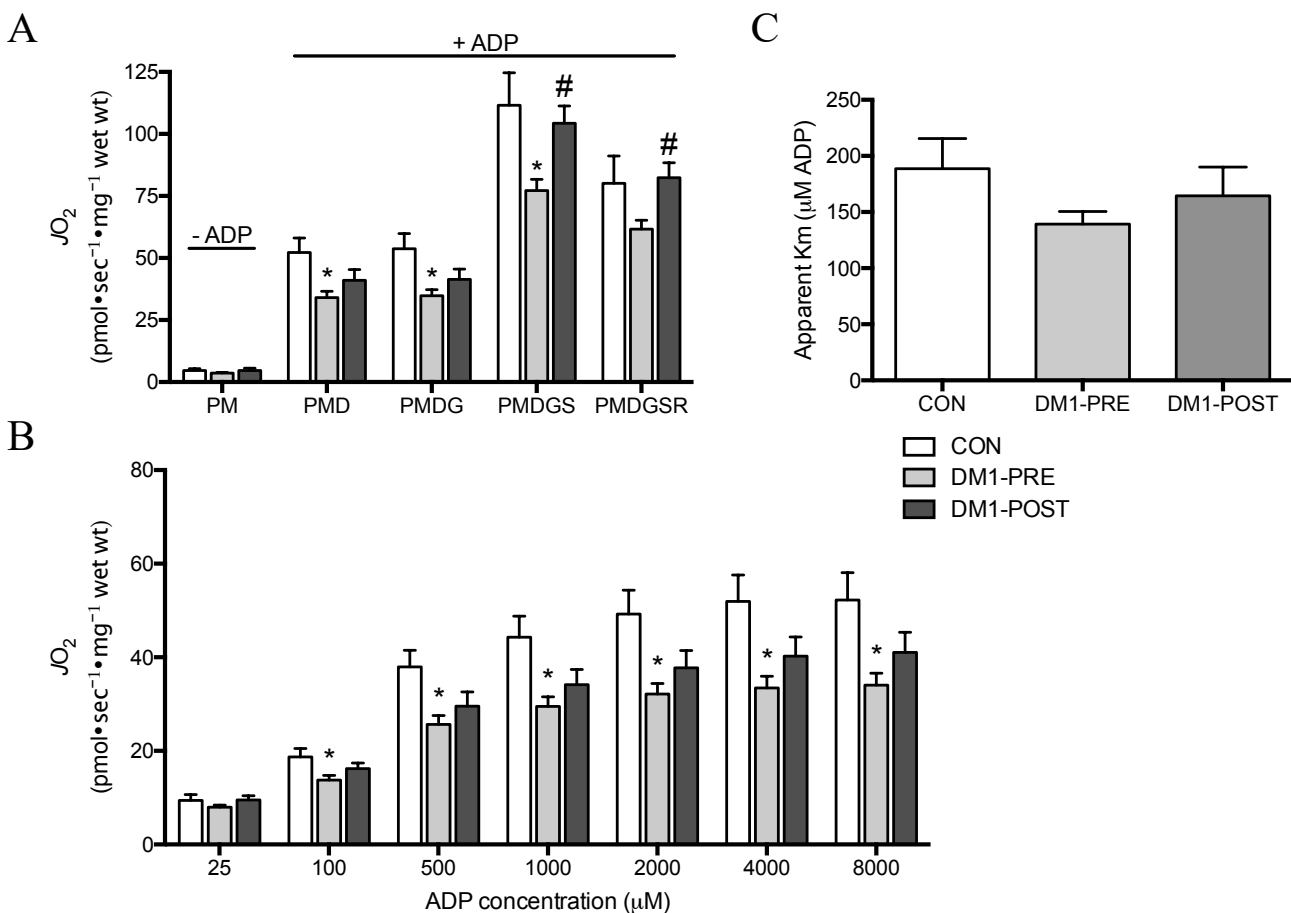 A
+ ADP
125
100
75
50
25
0
JO₂
(pmol•sec⁻¹•mg⁻¹ wet wt)
- ADP
*
*
*
#
#
PM PMD PMDG PMDGS PMDGSR
C
250
200
150
100
50
0
Apparent Km (μM ADP)
CON DM1-PRE DM1-POST
CON
DM1-PRE
DM1-POST
B
80
60
40
20
0
JO₂
(pmol•sec⁻¹•mg⁻¹ wet wt)
* * * * * *
25 100 500 1000 2000 4000 8000
ADP concentration (μM)